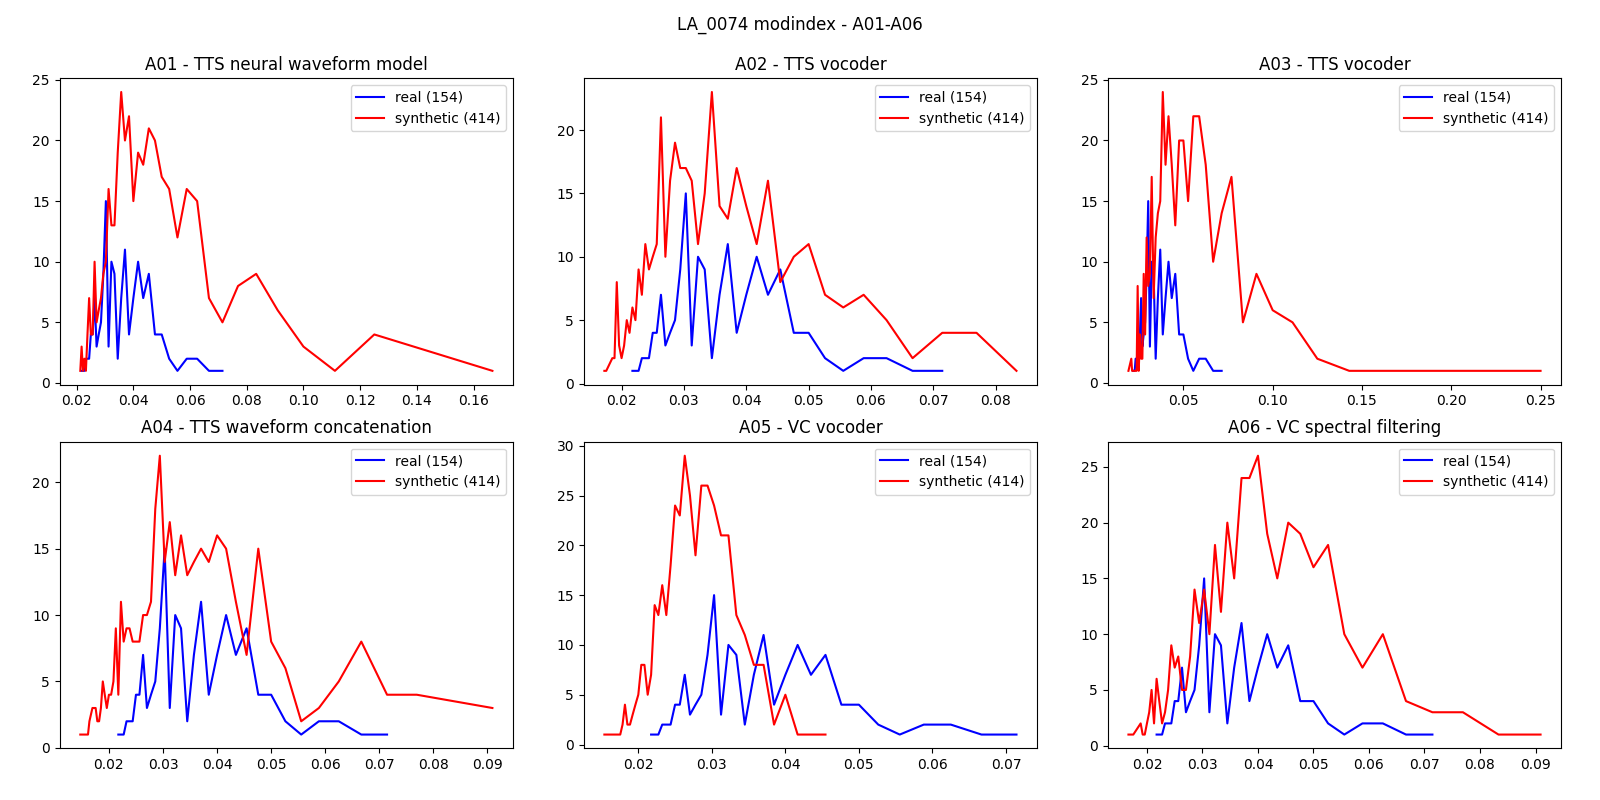 LA_0074 modindex - A01-A06
A01 - TTS neural waveform model
25
20
15
10
5
0
0.02 0.04 0.06 0.08 0.10 0.12 0.14 0.16
real (154)
synthetic (414)
A02 - TTS vocoder
20
15
10
5
0
0.02 0.03 0.04 0.05 0.06 0.07 0.08
real (154)
synthetic (414)
A03 - TTS vocoder
25
20
15
10
5
0
0.05 0.10 0.15 0.20 0.25
real (154)
synthetic (414)
A04 - TTS waveform concatenation
20
15
10
5
0
0.02 0.03 0.04 0.05 0.06 0.07 0.08 0.09
real (154)
synthetic (414)
A05 - VC vocoder
30
25
20
15
10
5
0
0.02 0.03 0.04 0.05 0.06 0.07
real (154)
synthetic (414)
A06 - VC spectral filtering
25
20
15
10
5
0
0.02 0.03 0.04 0.05 0.06 0.07 0.08 0.09
real (154)
synthetic (414)